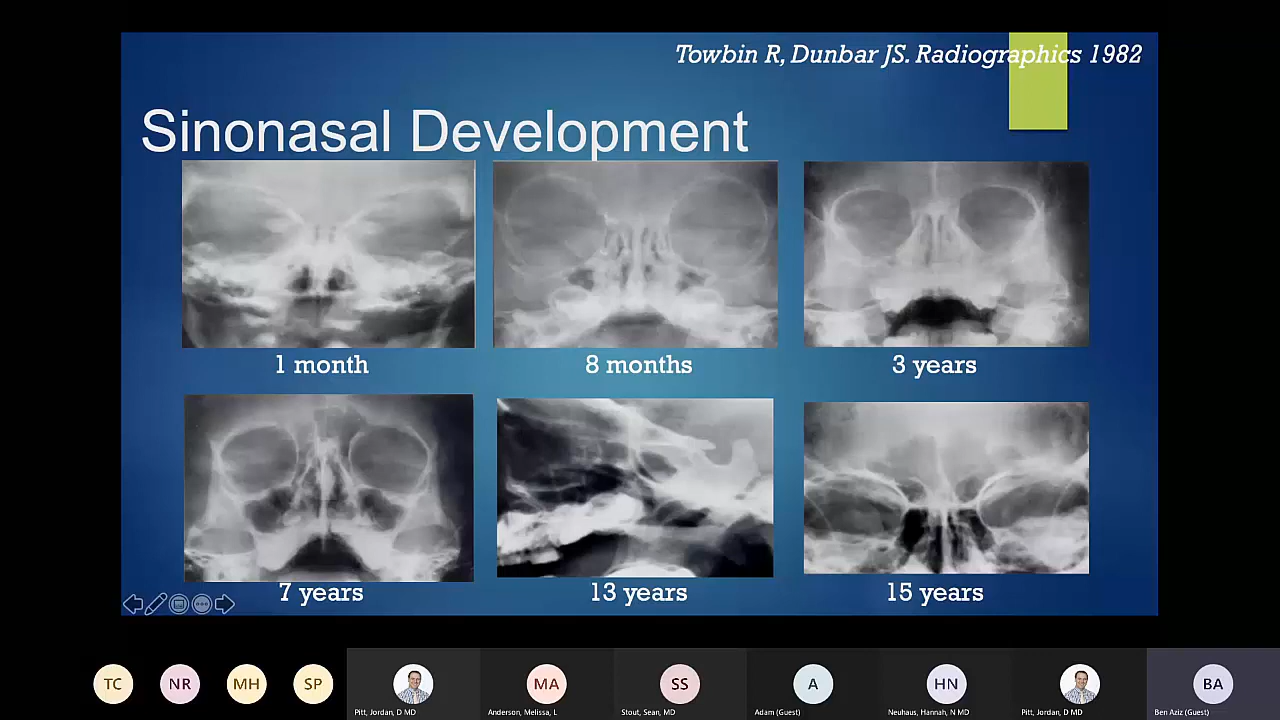 Towbin R, Dunbar JS. Radiographics 1982
Sinonasal Development
1 month
8 months
3 years
7 years
13 years
15 years
TC
NR
MH
SP
MA
SS
A
HN
BA
Pitt, Jordan, D MD
Anderson, Melissa, L
Stout, Sean, MD
Adam (Guest)
Neuhaus, Hannah, N MD
Pitt, Jordan, D MD
Ben Aziz (Guest)